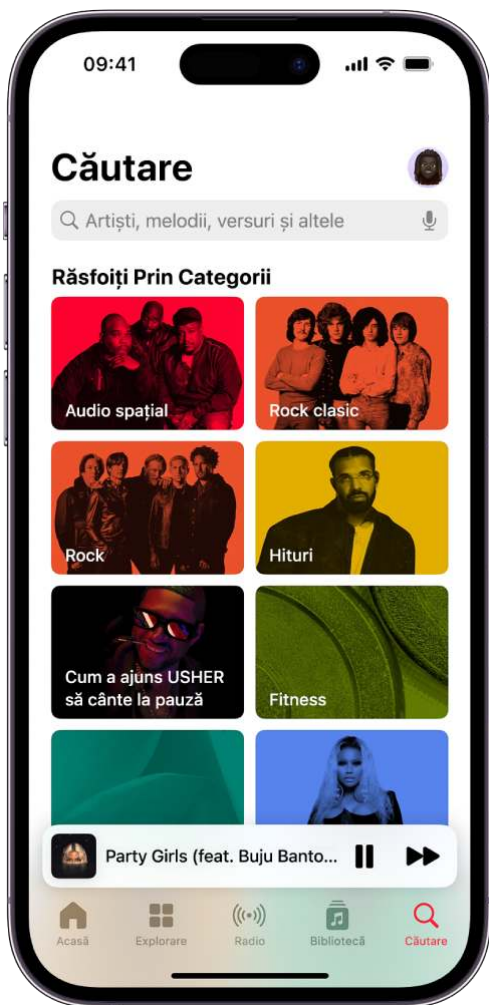 09:41
Căutare
Artiști, melodii, versuri și altele
Răsfoiți Prin Categorii
Audio spațial
Rock clasic
Rock
Hituri
Cum a ajuns USHER
să cânte la pauză
Fitness
Party Girls (feat. Buju Banto...
Acasă
Explorare
Radio
Bibliotecă
Căutare